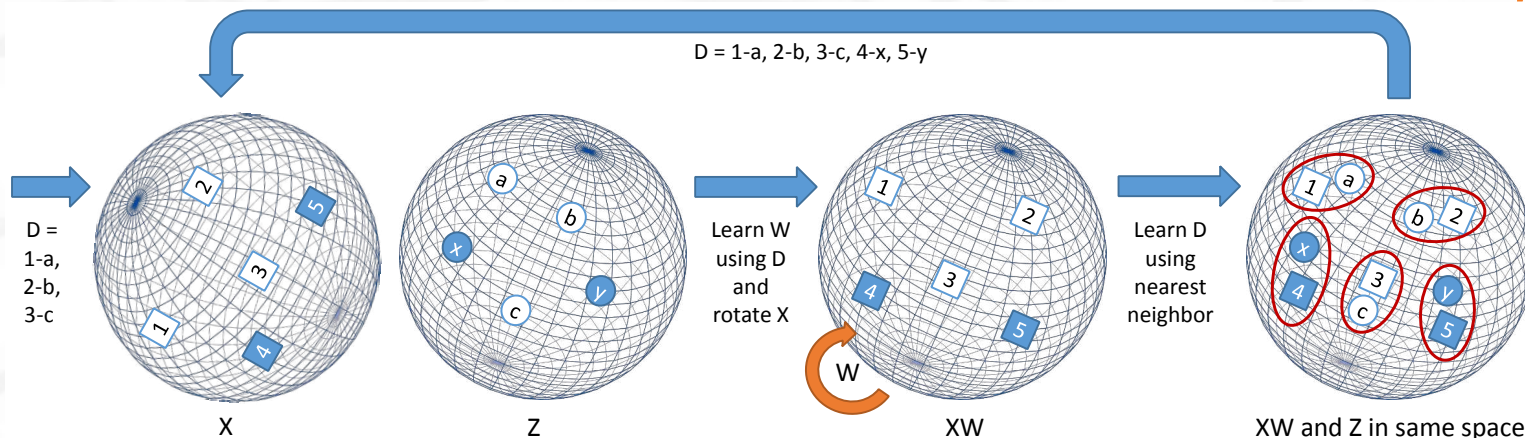 D = 1-a, 2-b, 3-c, 4-x, 5-y
D =
1-a,
2-b,
3-c
2
5
3
1
4
X
a
b
x
y
c
Z
Learn W
using D
and
rotate X
1
2
3
4
5
W
XW
Learn D
using
nearest
neighbor
1 a
b 2
x
4
3
c
y
5
XW and Z in same space